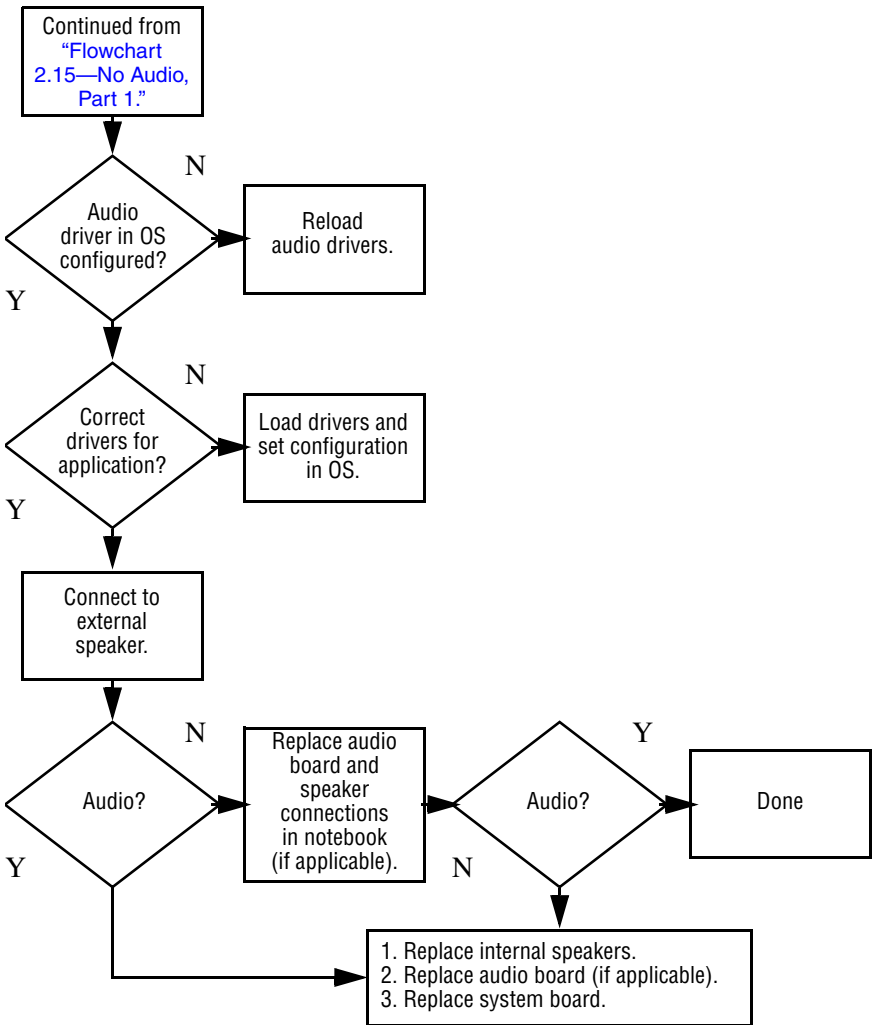 Continued from
“Flowchart
2.15—No Audio,
Part 1.”
N
Audio
driver in OS
configured?
Reload
audio drivers.
Y
N
Correct
drivers for
application?
Load drivers and
set configuration
in OS.
Y
Connect to
external
speaker.
N
Audio?
Replace audio
board and
speaker
connections
in notebook
(if applicable).
Y
Audio?
Y
Done
N
1. Replace internal speakers.
2. Replace audio board (if applicable).
3. Replace system board.